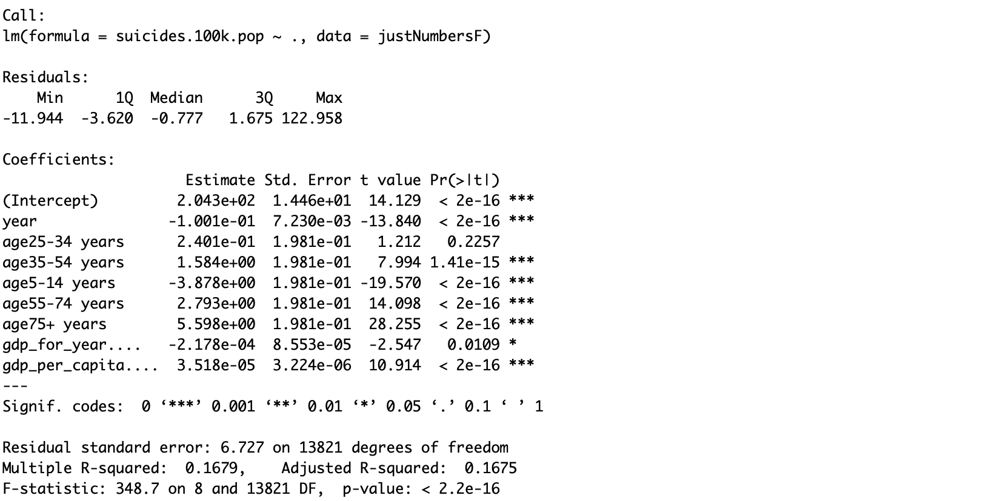 Call:
lm(formula = suicides.100k.pop ~ ., data = justNumbersF)

Residuals:
    Min      1Q  Median      3Q     Max
-11.944  -3.620  -0.777   1.675 122.958

Coefficients:
                     Estimate Std. Error t value Pr(>|t|)
(Intercept)         2.043e+02  1.446e+01  14.129  < 2e-16 ***
year               -1.001e-01  7.230e-03 -13.840  < 2e-16 ***
age25-34 years      2.401e-01  1.981e-01   1.212   0.2257
age35-54 years      1.584e+00  1.981e-01   7.994 1.41e-15 ***
age5-14 years      -3.878e+00  1.981e-01 -19.570  < 2e-16 ***
age55-74 years      2.793e+00  1.981e-01  14.098  < 2e-16 ***
age75+ years        5.598e+00  1.981e-01  28.255  < 2e-16 ***
gdp_for_year....   -2.178e-04  8.553e-05  -2.547   0.0109 *
gdp_per_capita....  3.518e-05  3.224e-06  10.914  < 2e-16 ***
---
Signif. codes:  0 ‘***’ 0.001 ‘**’ 0.01 ‘*’ 0.05 ‘.’ 0.1 ‘ ’ 1

Residual standard error: 6.727 on 13821 degrees of freedom
Multiple R-squared:  0.1679,    Adjusted R-squared:  0.1675
F-statistic: 348.7 on 8 and 13821 DF,  p-value: < 2.2e-16